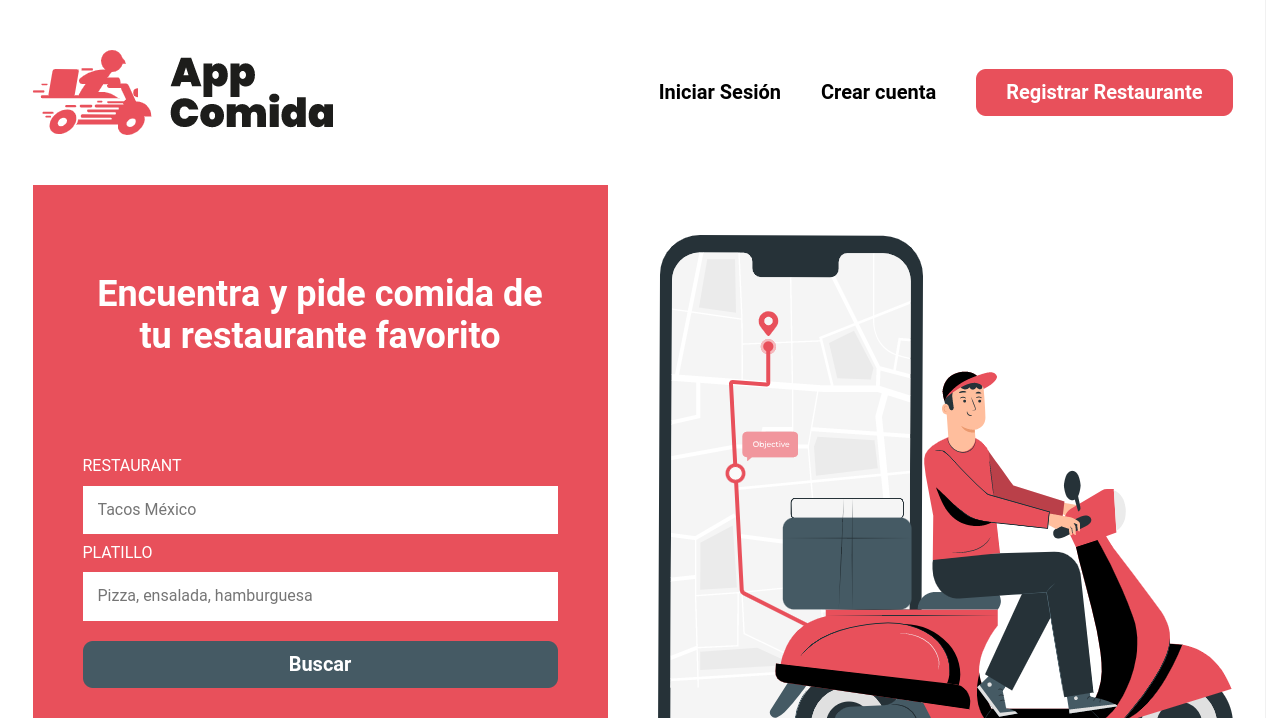 App
Comida
Iniciar Sesión
Crear cuenta
Registrar Restaurante
Encuentra y pide comida de
tu restaurante favorito
RESTAURANT
Tacos México
PLATILLO
Pizza, ensalada, hamburguesa
Buscar
Objective